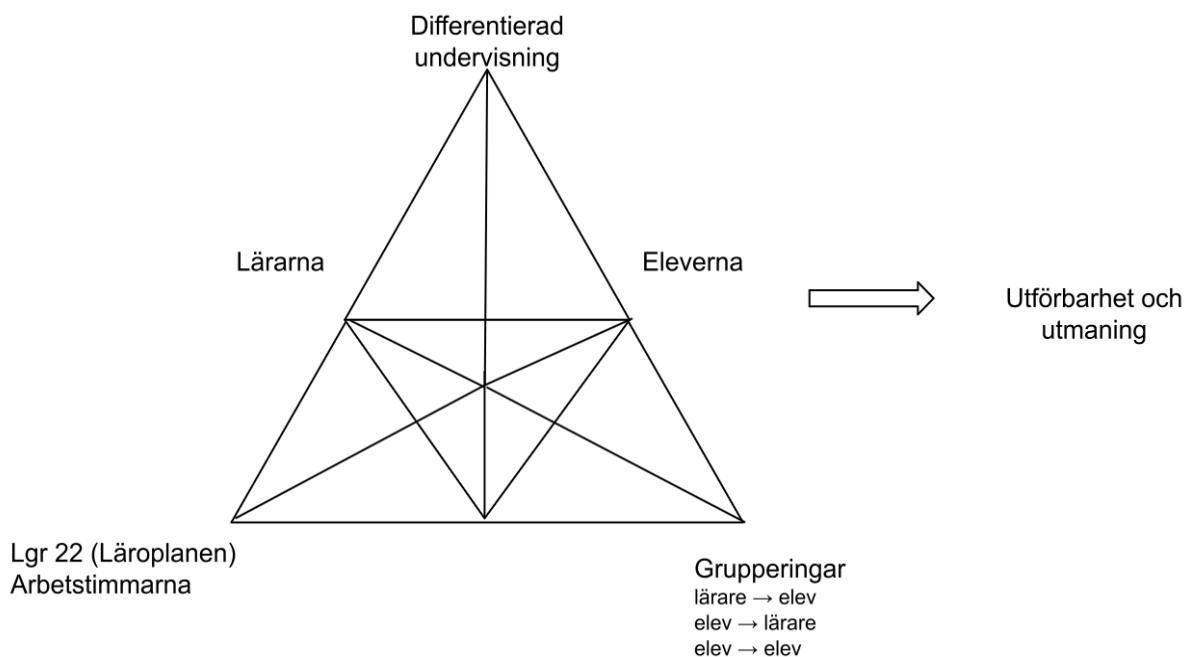 Differentierad
undervisning
Lärarna
Eleverna
Utförbarhet och
utmaning
Lgr 22 (Läroplanen)
Arbetstimmarna
Grupperingar
lärare → elev
elev → lärare
elev → elev